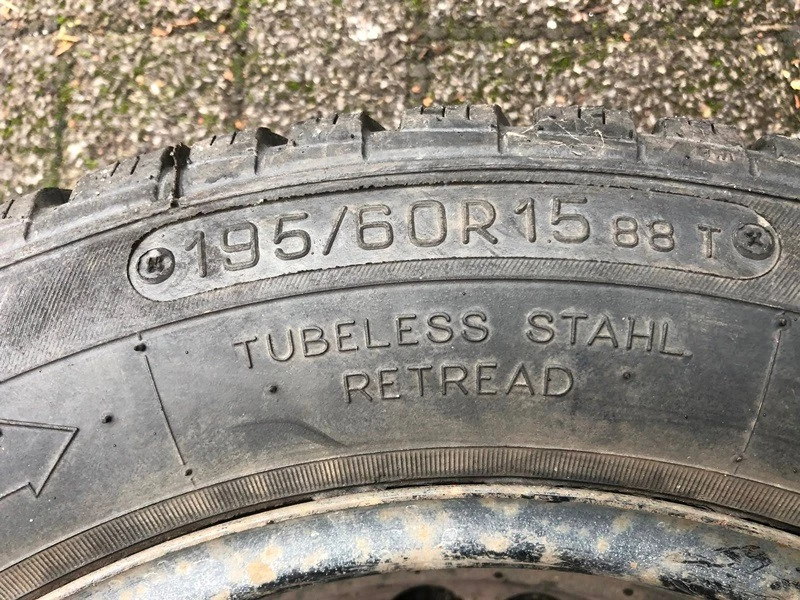 195/60R15 88 T
TUBELESS STAHL
RETREAD